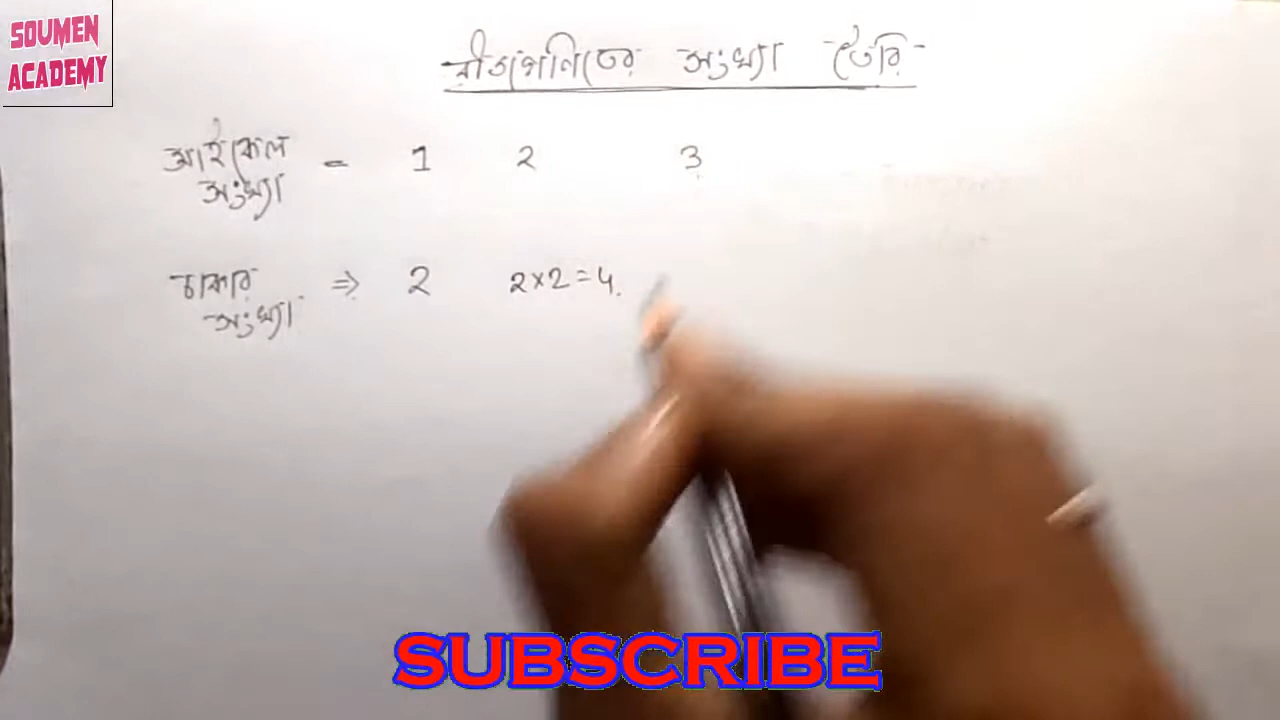 SOUMEN
ACADEMY
বীজগণিতের সংখ্যা তৈরি
সাইকেল সংখ্যা = 1 2 3
চাকার সংখ্যা ⇒ 2 2×2=4.
SUBSCRIBE